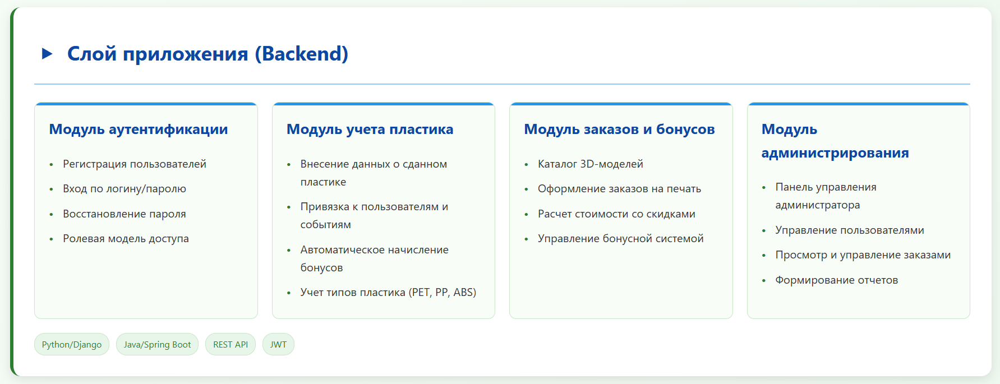 Слой приложения (Backend)
Модуль аутентификации
• Регистрация пользователей
• Вход по логину/паролю
• Восстановление пароля
• Ролевая модель доступа
Модуль учета пластика
• Внесение данных о сданном
пластике
• Привязка к пользователям и
событиям
• Автоматическое начисление
бонусов
• Учет типов пластика (PET, PP, ABS)
Модуль заказов и бонусов
• Каталог 3D-моделей
• Оформление заказов на печать
• Расчет стоимости со скидками
• Управление бонусной системой
Модуль
администрирования
• Панель управления
администратора
• Управление пользователями
• Просмотр и управление заказами
• Формирование отчетов
Python/Django
Java/Spring Boot
REST API
JWT